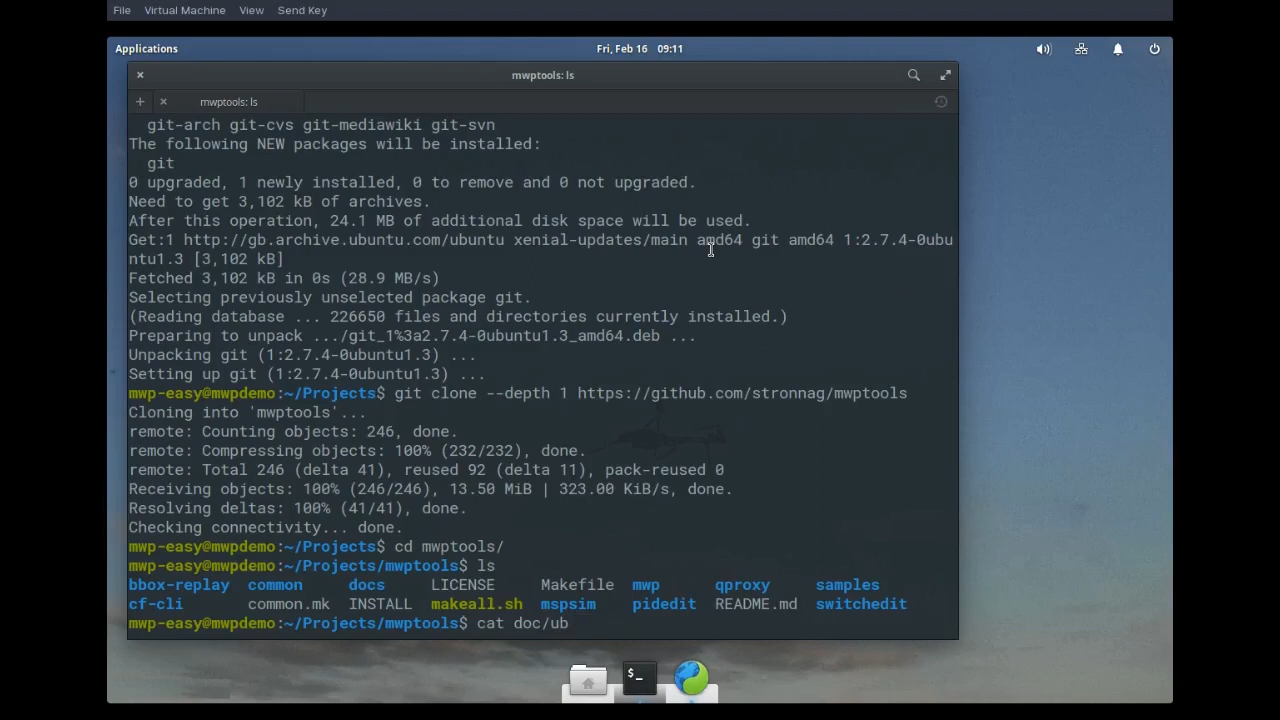 File Virtual Machine View Send Key
Applications Fri, Feb 16 09:11
mwptools: ls
mwptools: ls
git-arch git-cvs git-mediawiki git-svn
The following NEW packages will be installed:
git
0 upgraded, 1 newly installed, 0 to remove and 0 not upgraded.
Need to get 3,102 kB of archives.
After this operation, 24.1 MB of additional disk space will be used.
Get:1 http://gb.archive.ubuntu.com/ubuntu xenial-updates/main amd64 git amd64 1:2.7.4-0ubu
ntu1.3 [3,102 kB]
Fetched 3,102 kB in 0s (28.9 MB/s)
Selecting previously unselected package git.
(Reading database ... 226650 files and directories currently installed.)
Preparing to unpack .../git_1%3a2.7.4-0ubuntu1.3_amd64.deb ...
Unpacking git (1:2.7.4-0ubuntu1.3) ...
Setting up git (1:2.7.4-0ubuntu1.3) ...
mwp-easy@mwpdemo:~/Projects$ git clone --depth 1 https://github.com/stronnag/mwptools
Cloning into 'mwptools'...
remote: Counting objects: 246, done.
remote: Compressing objects: 100% (232/232), done.
remote: Total 246 (delta 41), reused 92 (delta 11), pack-reused 0
Receiving objects: 100% (246/246), 13.50 MiB | 323.00 KiB/s, done.
Resolving deltas: 100% (41/41), done.
Checking connectivity... done.
mwp-easy@mwpdemo:~/Projects$ cd mwptools/
mwp-easy@mwpdemo:~/Projects/mwptools$ ls
bbox-replay common docs LICENSE Makefile mwp qproxy samples
cf-cli common.mk INSTALL makeall.sh mspsim pidedit README.md switchedit
mwp-easy@mwpdemo:~/Projects/mwptools$ cat doc/ub
$_